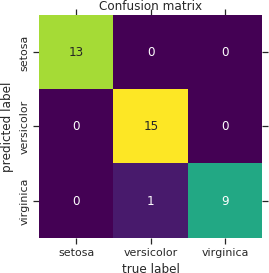 Confusion matrix
predicted label
setosa
13 0 0
versicolor
0 15 0
virginica
0 1 9
setosa versicolor virginica
true label